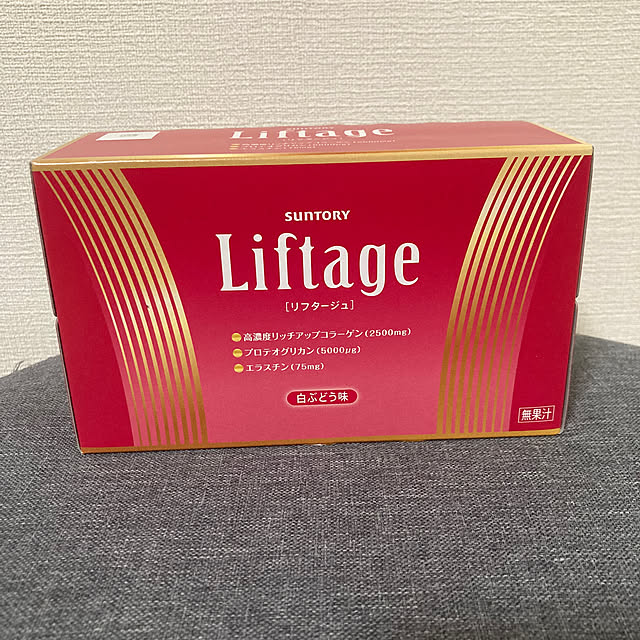 SUNTORY
Liftage
SUNTORY
Liftage
[リフタージュ]
高濃度リッチアップコラーゲン(2500mg)
プロテオグリカン(5000μg)
エラスチン(75mg)
白ぶどう味
無果汁